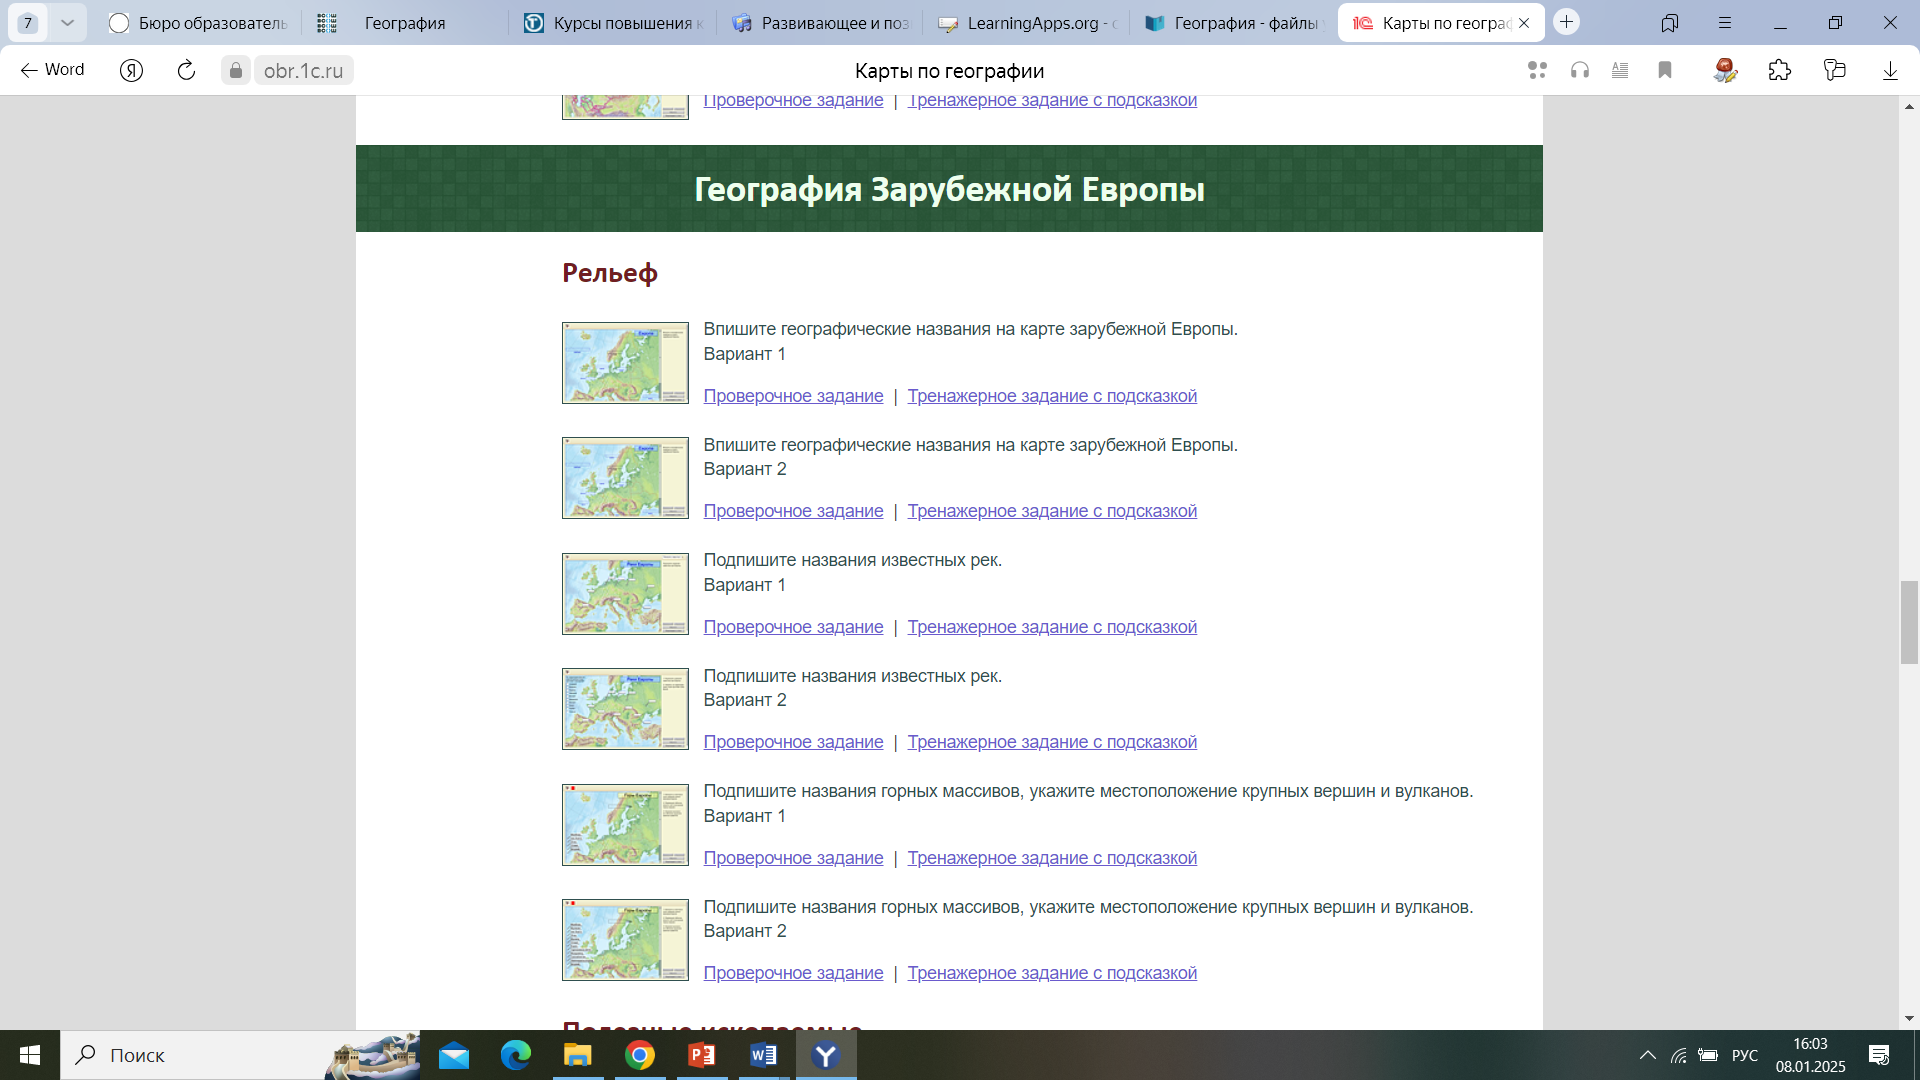 7
Бюро образователь
География
Курсы повышения к
Развивающее и поз
LearningApps.org - с
География - файлы
Карты по географ
Word
obr.1c.ru
Карты по географии
Проверочное задание | Тренажерное задание с подсказкой
География Зарубежной Европы
Рельеф
Впишите географические названия на карте зарубежной Европы.
Вариант 1
Проверочное задание | Тренажерное задание с подсказкой
Впишите географические названия на карте зарубежной Европы.
Вариант 2
Проверочное задание | Тренажерное задание с подсказкой
Подпишите названия известных рек.
Вариант 1
Проверочное задание | Тренажерное задание с подсказкой
Подпишите названия известных рек.
Вариант 2
Проверочное задание | Тренажерное задание с подсказкой
Подпишите названия горных массивов, укажите местоположение крупных вершин и вулканов.
Вариант 1
Проверочное задание | Тренажерное задание с подсказкой
Подпишите названия горных массивов, укажите местоположение крупных вершин и вулканов.
Вариант 2
Проверочное задание | Тренажерное задание с подсказкой
Полезные ископаемые
Поиск
РУС
16:03
08.01.2025